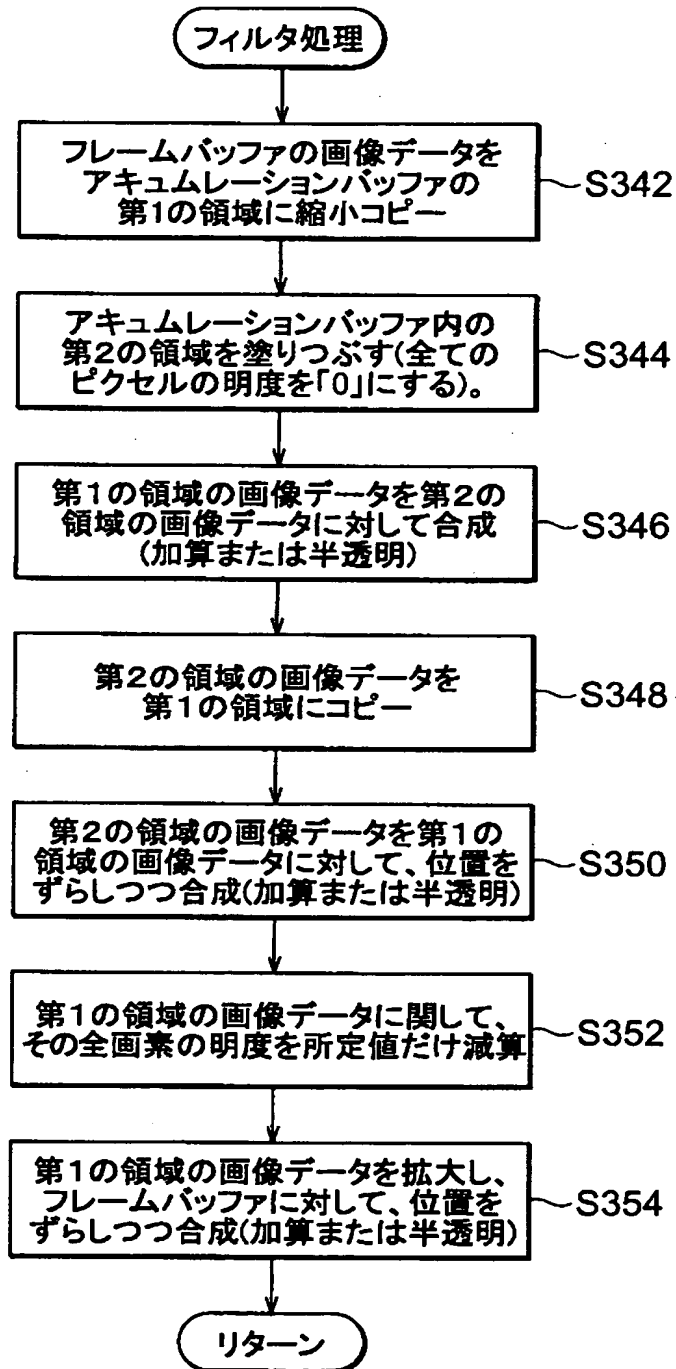 フィルタ処理
フレームバッファの画像データを
アキュムレーションバッファの
第1の領域に縮小コピー
S342
アキュムレーションバッファ内の
第2の領域を塗りつぶす(全ての
ピクセルの明度を「0」にする)。
S344
第1の領域の画像データを第2の
領域の画像データに対して合成
(加算または半透明)
S346
第2の領域の画像データを
第1の領域にコピー
S348
第2の領域の画像データを第1の
領域の画像データに対して、位置を
ずらしつつ合成(加算または半透明)
S350
第1の領域の画像データに関して、
その全画素の明度を所定値だけ減算
S352
第1の領域の画像データを拡大し、
フレームバッファに対して、位置を
ずらしつつ合成(加算または半透明)
S354
リターン